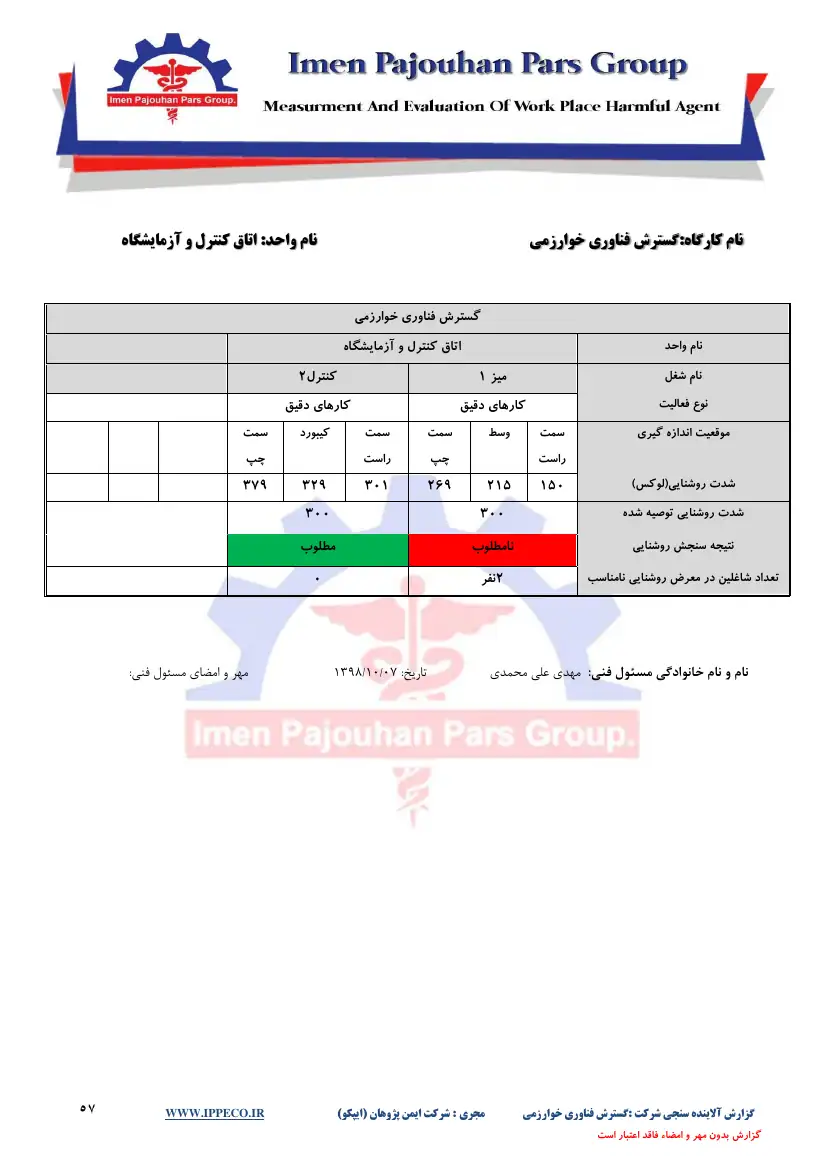 Imen Pajouhan Pars Group
Imen Pajouhan Pars Group.
Measurment And Evaluation Of Work Place Harmful Agent
نام کارگاه:گسترش فناوری خوارزمی نام واحد: اتاق کنترل و آزمایشگاه
گسترش فناوری خوارزمی
نام واحد اتاق کنترل و آزمایشگاه
نام شغل میز ۱ کنترل۲
نوع فعالیت کارهای دقیق کارهای دقیق
موقعیت اندازه گیری سمت راست وسط سمت چپ سمت راست کیبورد سمت چپ
شدت روشنایی(لوکس) ۱۵۰ ۲۱۵ ۲۶۹ ۳۰۱ ۳۲۹ ۳۷۹
شدت روشنایی توصیه شده ۳۰۰ ۳۰۰
نتیجه سنجش روشنایی نامطلوب مطلوب
تعداد شاغلین در معرض روشنایی نامناسب ۲نفر ۰
نام و نام خانوادگی مسئول فنی: مهدی علی محمدی تاریخ: ۱۳۹۸/۱۰/۰۷ مهر و امضای مسئول فنی:
Imen Pajouhan Pars Group.
گزارش آلاینده سنجی شرکت :گسترش فناوری خوارزمی مجری : شرکت ایمن پژوهان (ایپکو) WWW.IPPECO.IR ۵۷
گزارش بدون مهر و امضاء فاقد اعتبار است